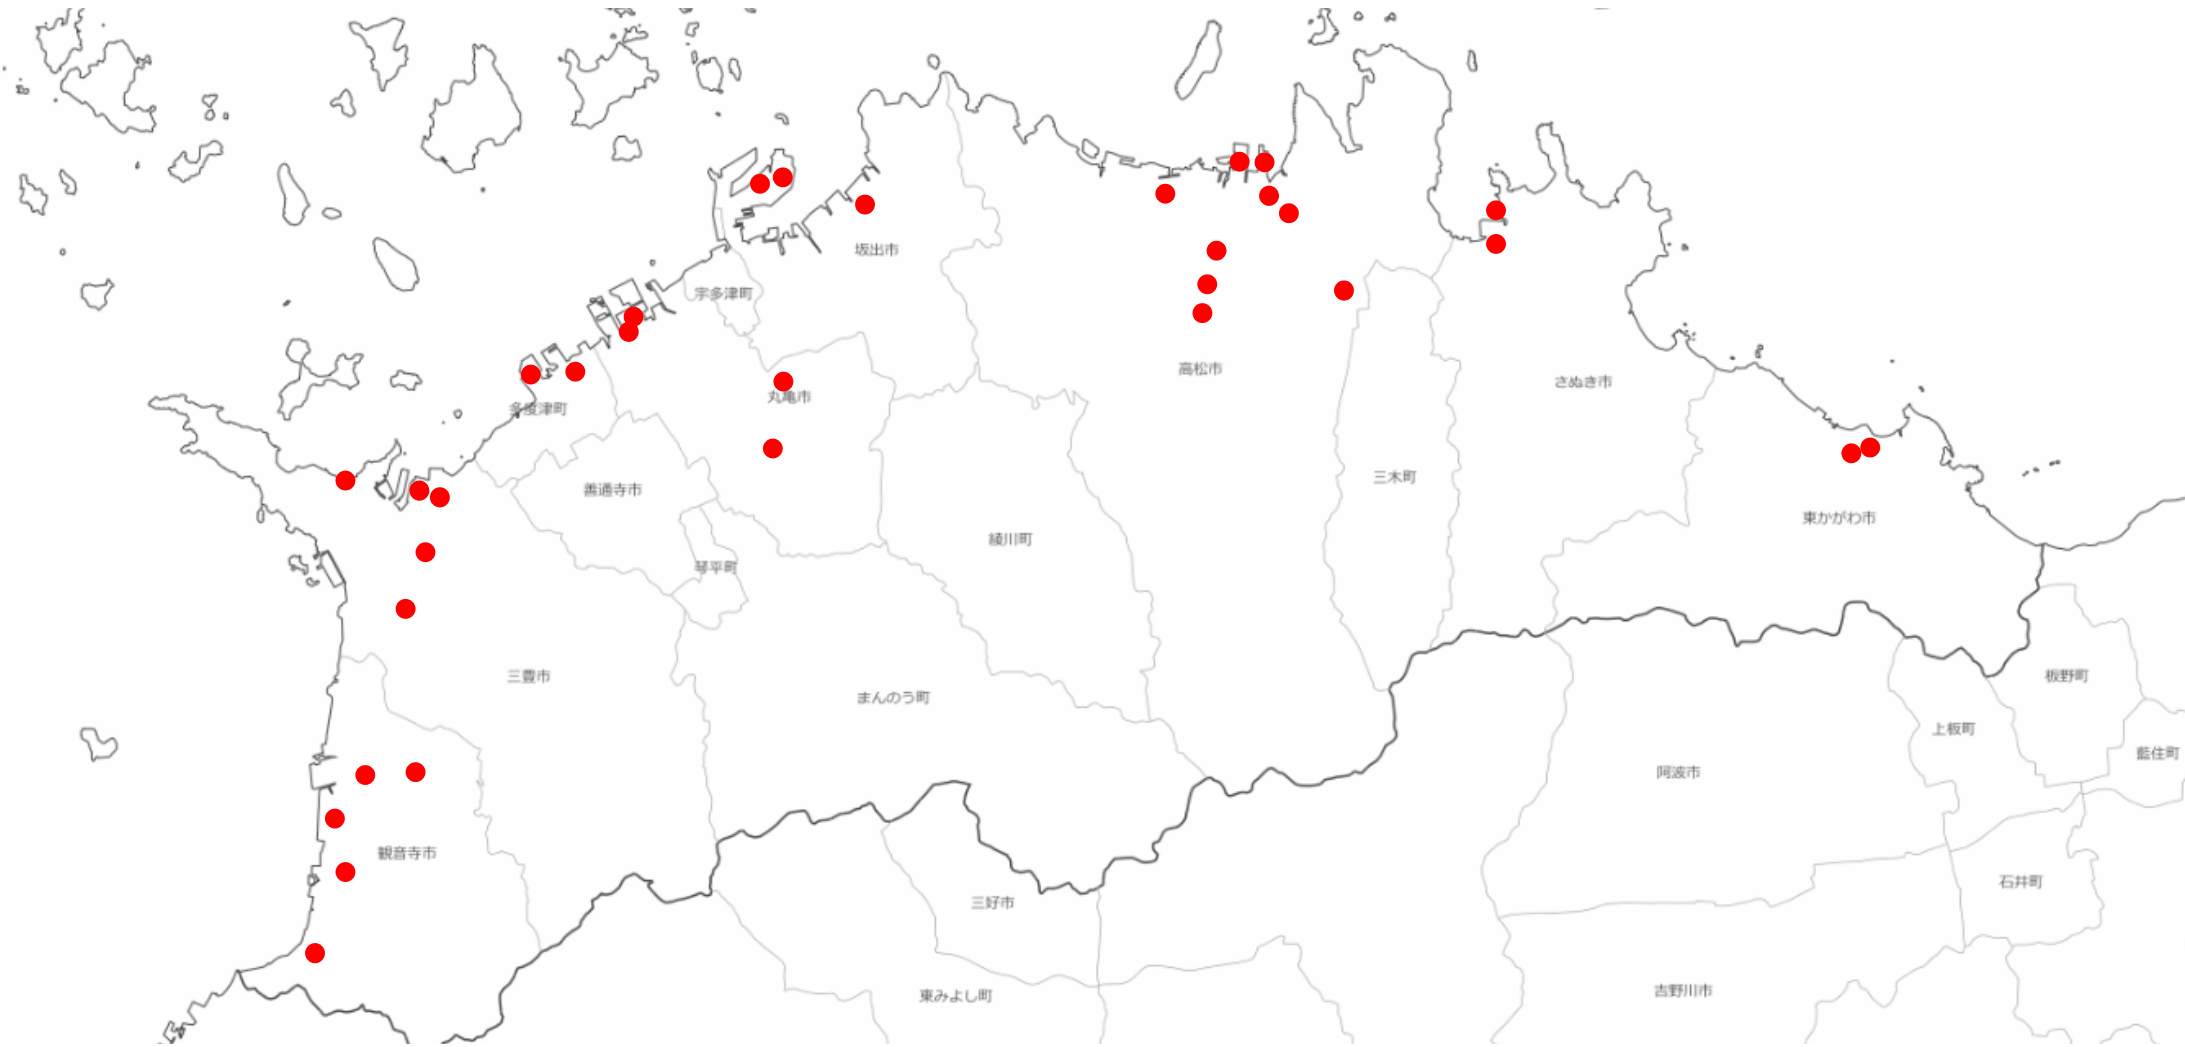 坂出市
宇多津町
高松市
さぬき市
丸亀市
多度津町
三木町
善通寺市
東かがわ市
綾川町
琴平町
三豊市
板野町
まんのう町
上板町
藍住町
阿波市
観音寺市
石井町
三好市
吉野川市
東みよし町